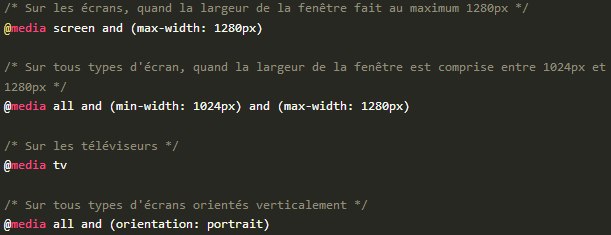 /* Sur les écrans, quand la largeur de la fenêtre fait au maximum 1280px */
@media screen and (max-width: 1280px)
/* Sur tous types d'écran, quand la largeur de la fenêtre est comprise entre 1024px et
1280px */
@media all and (min-width: 1024px) and (max-width: 1280px)
/* Sur les téléviseurs */
@media tv
/* Sur tous types d'écrans orientés verticalement */
@media all and (orientation: portrait)